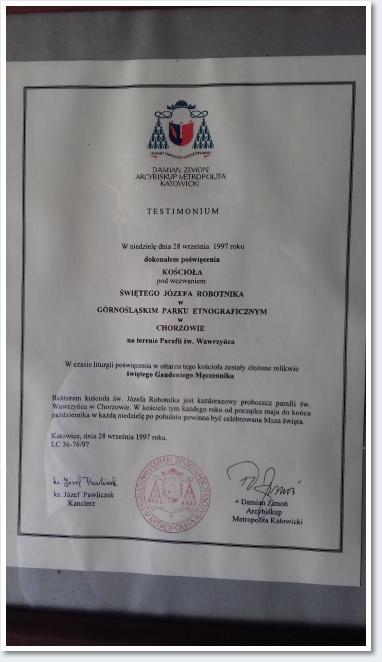 DAMIAN ZIMOŃ
ARCYBISKUP METROPOLITA
KATOWICKI
TESTIMONIUM
W niedzielę dnia 28 września 1997 roku
dokonałem poświęcenia
KOŚCIOŁA
pod wezwaniem
ŚWIĘTEGO JÓZEFA ROBOTNIKA
w
GÓRNOŚLĄSKIM PARKU ETNOGRAFICZNYM
w
CHORZOWIE
na terenie Parafii św. Wawrzyńca
W czasie liturgii poświęcenia w ołtarzu tego kościoła zostały złożone relikwie
świętego Gaudentego Męczennika
Rektorem kościoła św. Józefa Robotnika jest każdorazowy proboszcz parafii św.
Wawrzyńca w Chorzowie. W kościele tym każdego roku od początku maja do końca
października w każdą niedzielę po południu powinna być celebrowana Msza święta.
Katowice, dnia 28 września 1997 roku.
LC 36-76/97
ks. Józef Pawliczek
ks. Józef Pawliczek
Kanclerz
+ Damian Zimoń
Arcybiskup
Metropolita Katowicki